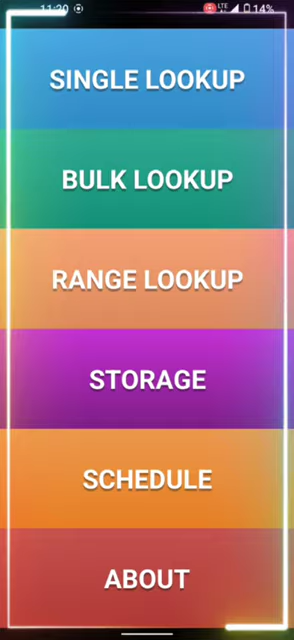 11:20
LTE
14%
SINGLE LOOKUP
BULK LOOKUP
RANGE LOOKUP
STORAGE
SCHEDULE
ABOUT